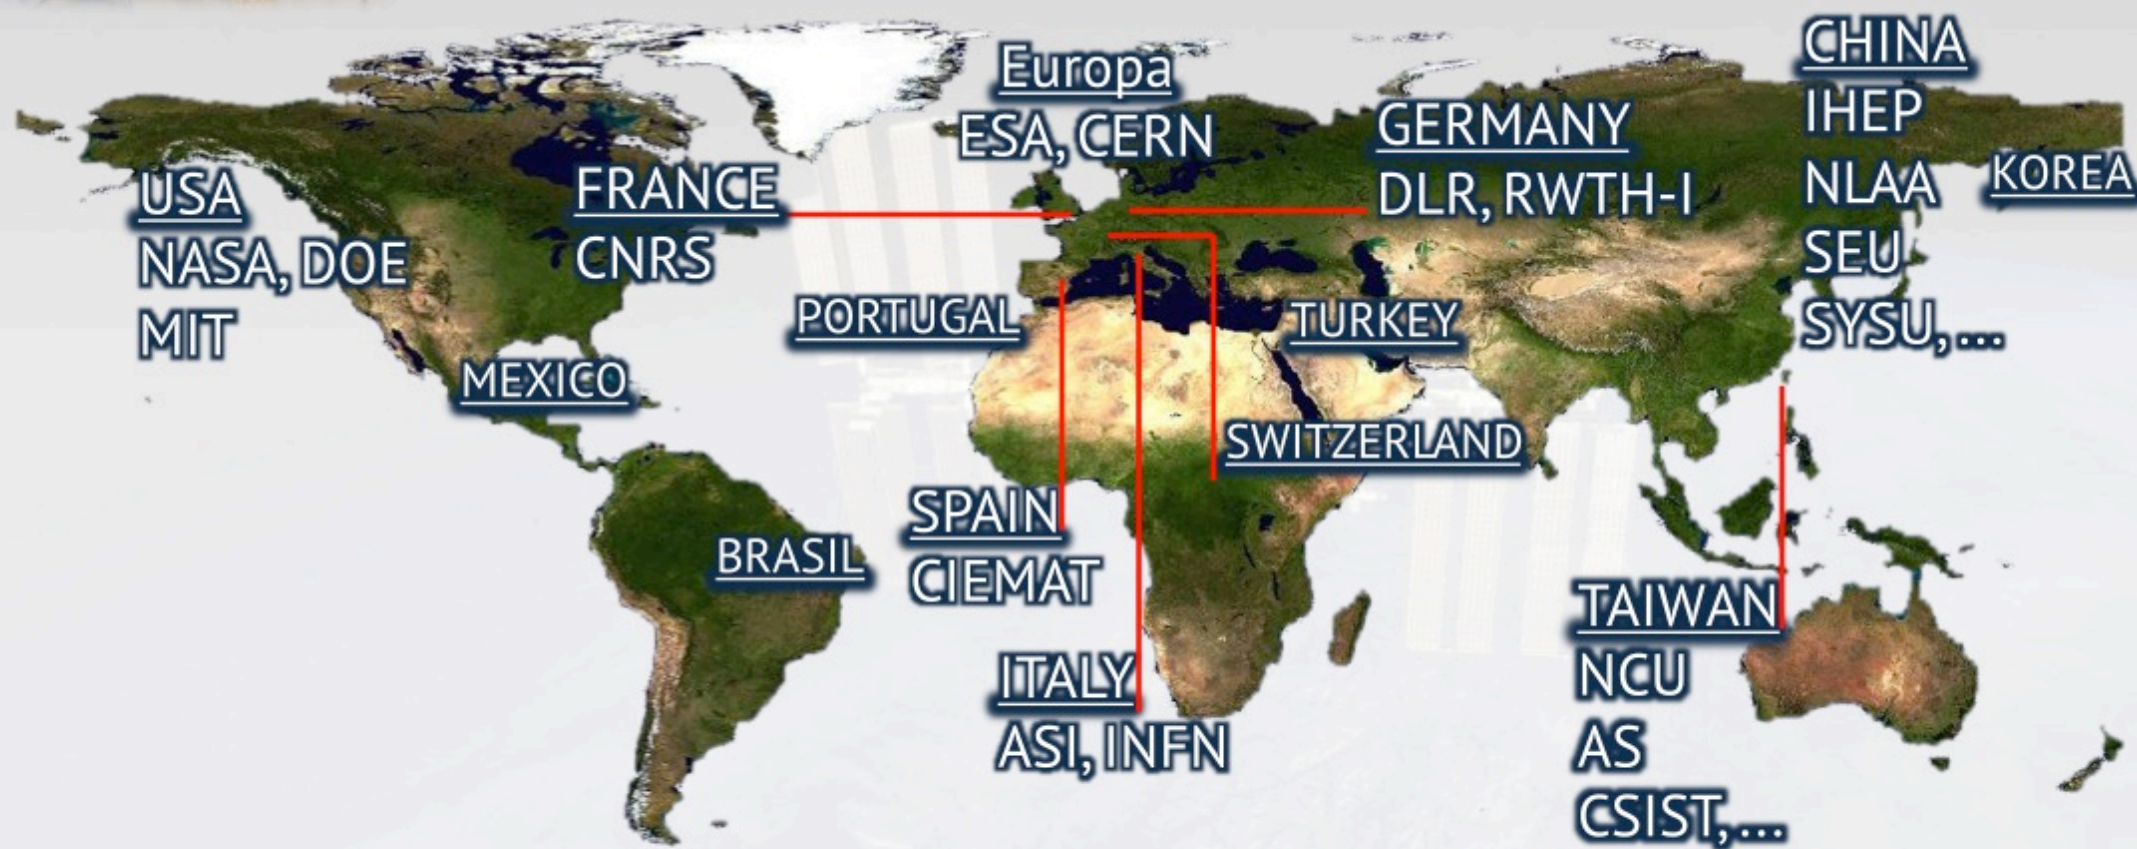 Europa
ESA, CERN
CHINA
IHEP
NLAA
SEU
SYSU, ...
KOREA
GERMANY
DLR, RWTH-I
USA
NASA, DOE
MIT
FRANCE
CNRS
PORTUGAL
TURKEY
MEXICO
SWITZERLAND
SPAIN
CIEMAT
BRASIL
ITALY
ASI, INFN
TAIWAN
NCU
AS
CSIST, ...